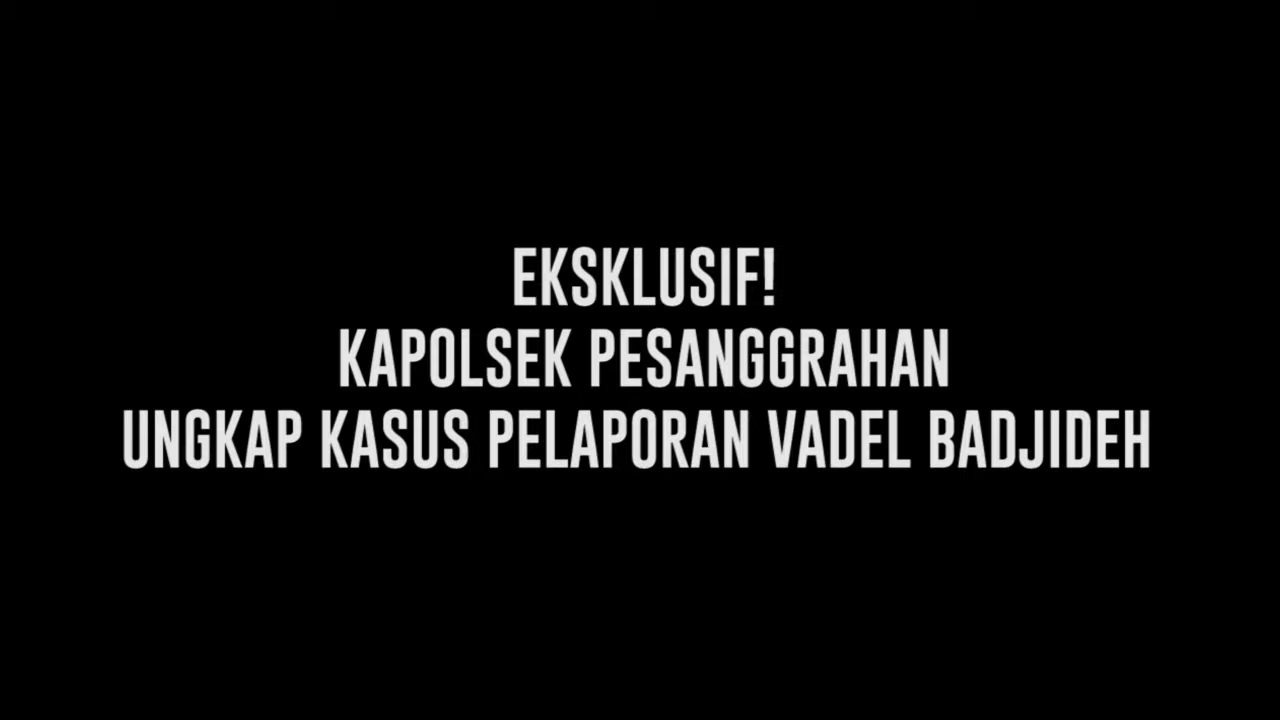 EKSKLUSIF!
KAPOLSEK PESANGGRAHAN
UNGKAP KASUS PELAPORAN VADEL BADJIDEH